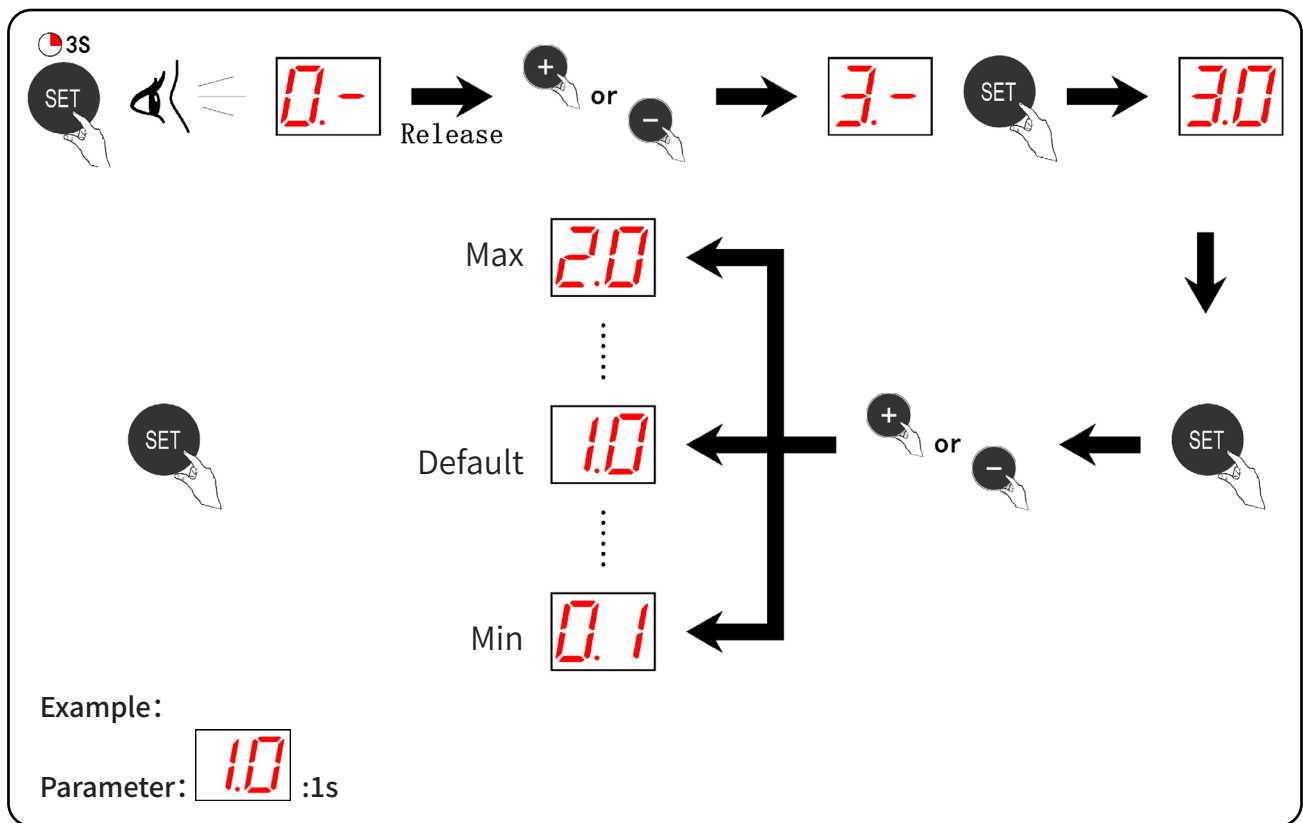 3S
SET 0.- Release + or - 3.- SET 3.0
Max 2.0
SET
Default 1.0
+ or -
SET
Min 0.1
Example:
Parameter: 1.0 :1s